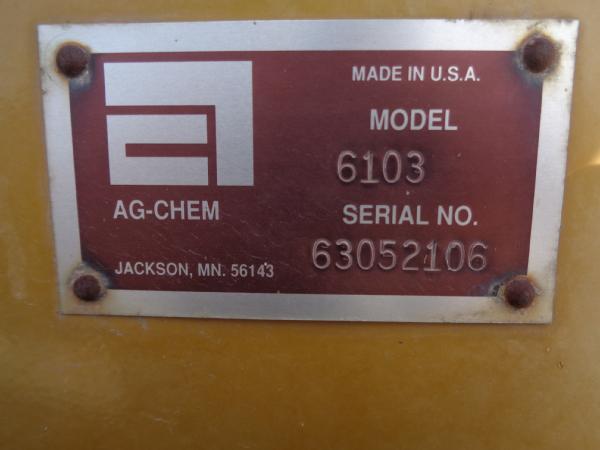 MADE IN U.S.A.
MODEL
6103
AG-CHEM
SERIAL NO.
JACKSON, MN. 56143
63052106